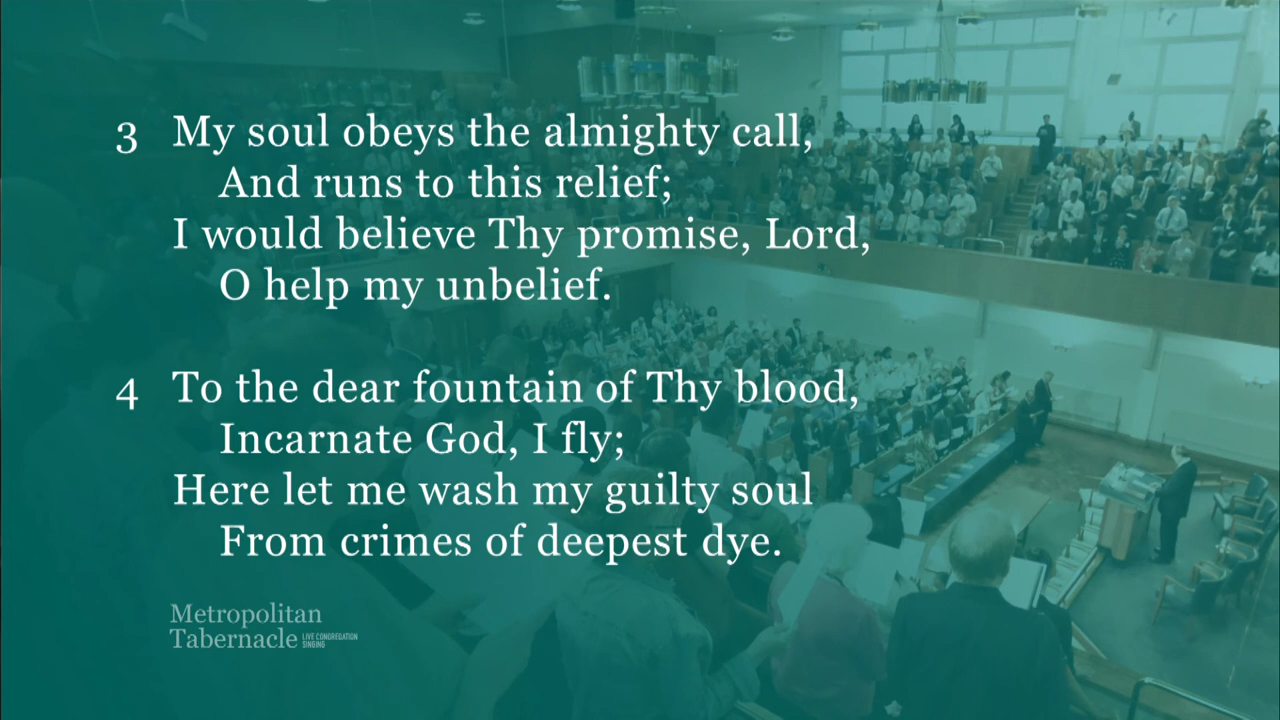 3 My soul obeys the almighty call,
And runs to this relief;
I would believe Thy promise, Lord,
O help my unbelief.
4 To the dear fountain of Thy blood,
Incarnate God, I fly;
Here let me wash my guilty soul
From crimes of deepest dye.
Metropolitan
Tabernacle LIVE CONGREGATION
SINGING